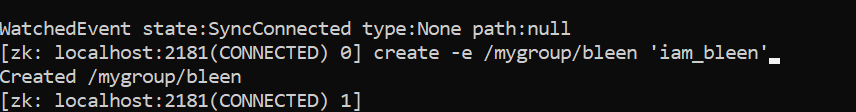 WatchedEvent state:SyncConnected type:None path:null
[zk: localhost:2181(CONNECTED) 0] create -e /mygroup/bleen 'iam_bleen'
Created /mygroup/bleen
[zk: localhost:2181(CONNECTED) 1]